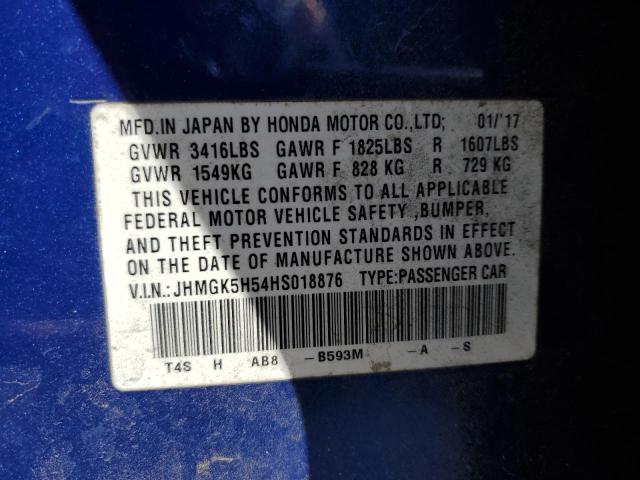 MFD.IN JAPAN BY HONDA MOTOR CO.,LTD; 01/'17
GVWR 3416LBS GAWR F 1825LBS R 1607LBS
GVWR 1549KG GAWR F 828 KG R 729 KG
THIS VEHICLE CONFORMS TO ALL APPLICABLE
FEDERAL MOTOR VEHICLE SAFETY ,BUMPER,
AND THEFT PREVENTION STANDARDS IN EFFECT
ON THE DATE OF MANUFACTURE SHOWN ABOVE.
V.I.N.: JHMGK5H54HS018876 TYPE:PASSENGER CAR
T4S H AB8 -B593M -A -S